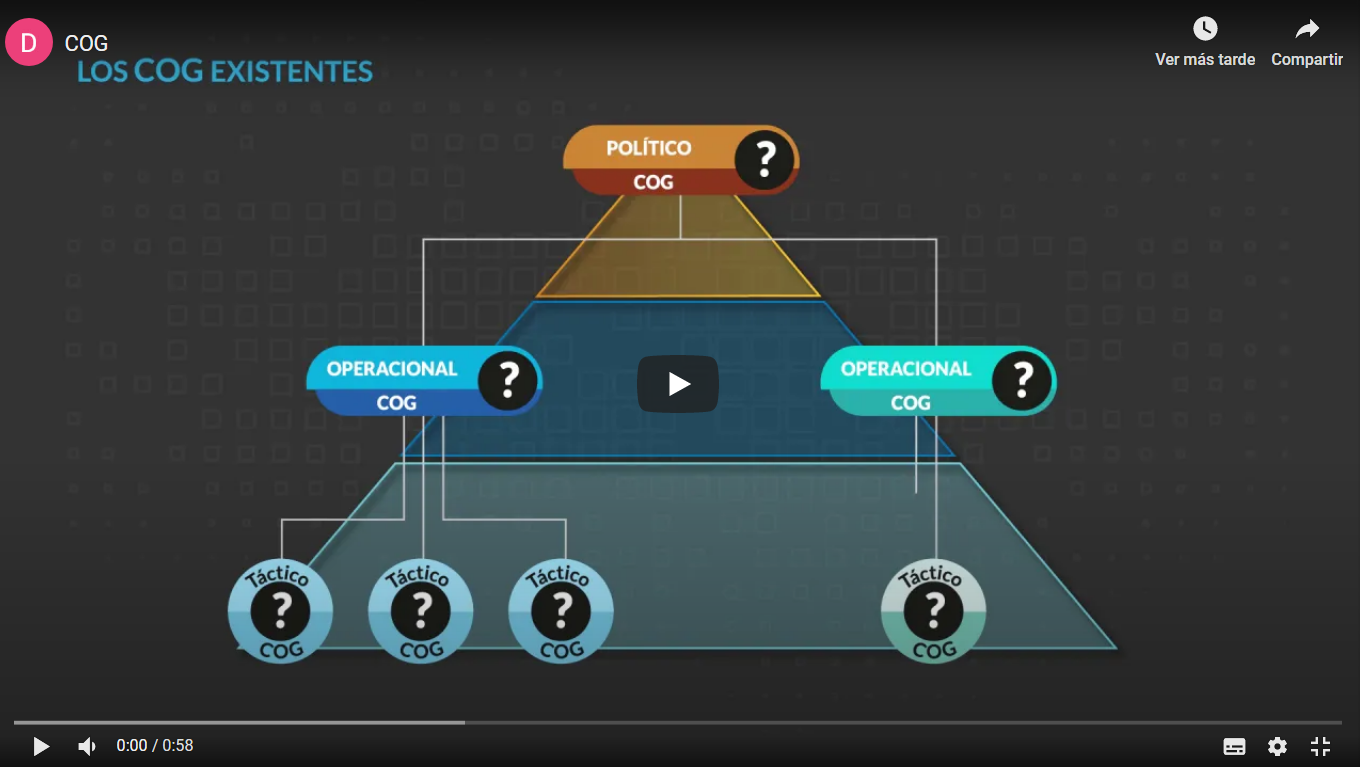 D
COG
LOS COG EXISTENTES
Ver más tarde
Compartir
POLÍTICO
COG
?
OPERACIONAL
COG
?
OPERACIONAL
COG
?
Táctico
?
COG
Táctico
?
COG
Táctico
?
COG
Táctico
?
COG
0:00 / 0:58